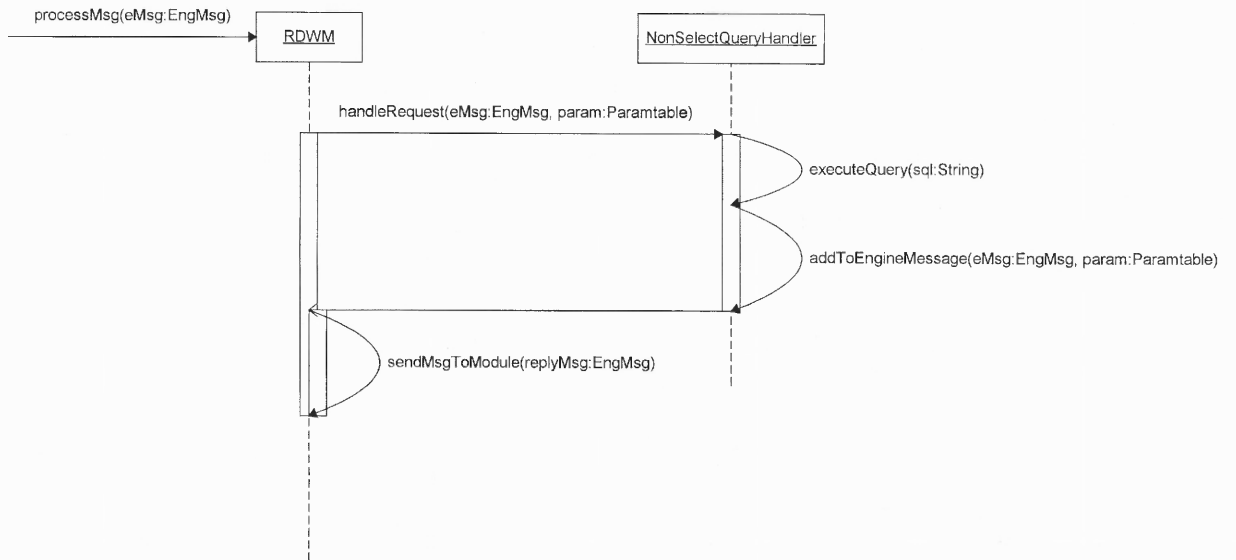 processMsg(eMsg:EngMsg)
RDWM
NonSelectQueryHandler
handleRequest(eMsg:EngMsg, param:Paramtable)
executeQuery(sql:String)
addToEngineMessage(eMsg:EngMsg, param:Paramtable)
sendMsgToModule(replyMsg:EngMsg)